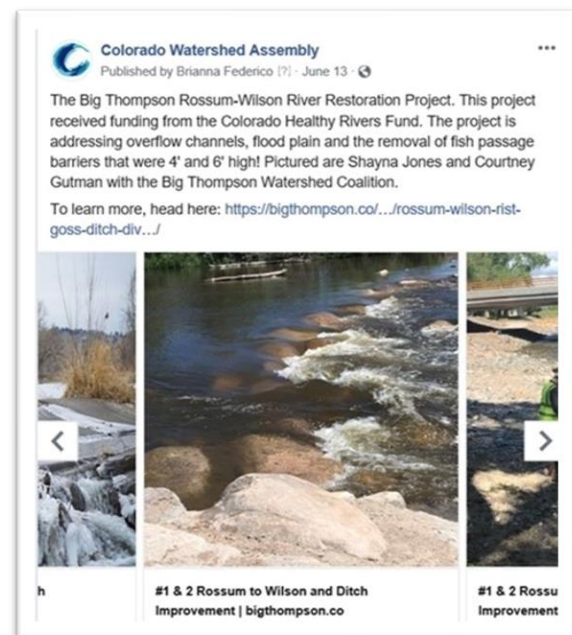 Colorado Watershed Assembly
Published by Brianna Federico [?] · June 13 ·
The Big Thompson Rossum-Wilson River Restoration Project. This project
received funding from the Colorado Healthy Rivers Fund. The project is
addressing overflow channels, flood plain and the removal of fish passage
barriers that were 4' and 6' high! Pictured are Shayna Jones and Courtney
Gutman with the Big Thompson Watershed Coalition.
To learn more, head here: https://bigthompson.co/.../rossum-wilson-rist-
goss-ditch-div.../
h
#1 & 2 Rossum to Wilson and Ditch
Improvement | bigthompson.co
#1 & 2 Rossu
Improvement